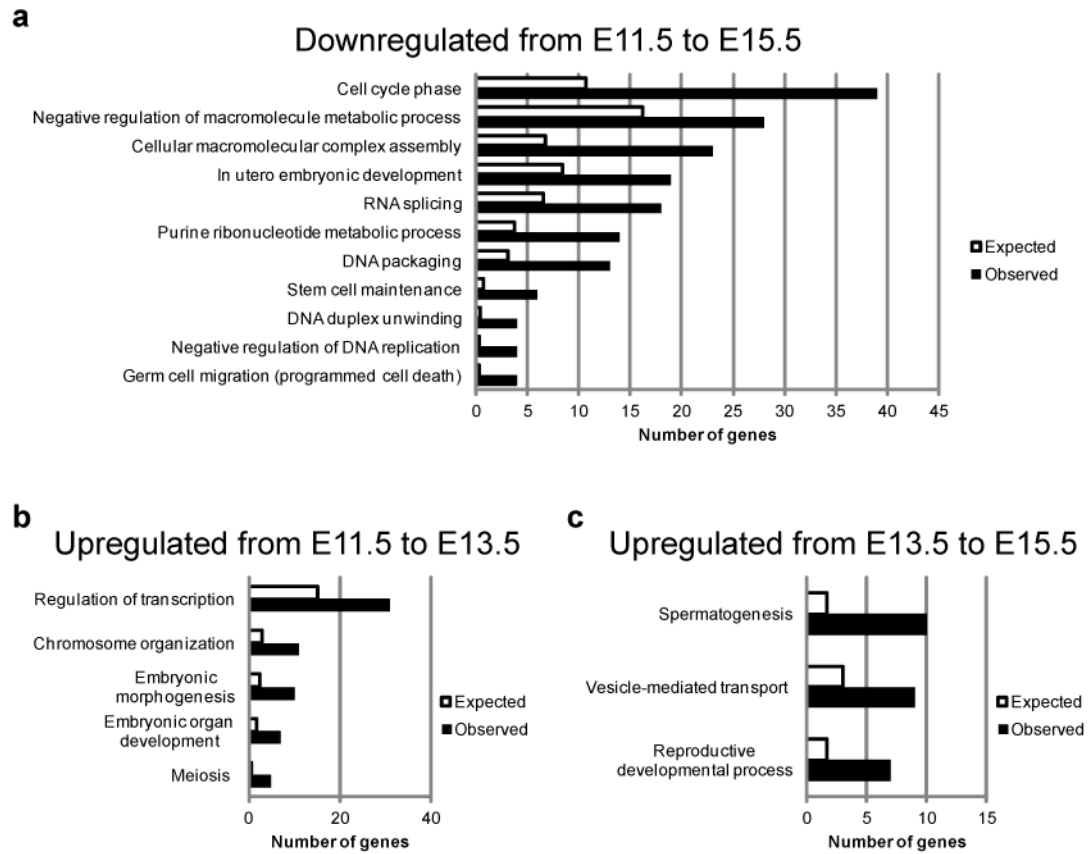 a
Downregulated from E11.5 to E15.5
Cell cycle phase
Negative regulation of macromolecule metabolic process
Cellular macromolecular complex assembly
In utero embryonic development
RNA splicing
Purine ribonucleotide metabolic process
DNA packaging
Stem cell maintenance
DNA duplex unwinding
Negative regulation of DNA replication
Germ cell migration (programmed cell death)
Expected
Observed
0 5 10 15 20 25 30 35 40 45
Number of genes
b
Upregulated from E11.5 to E13.5
Regulation of transcription
Chromosome organization
Embryonic
morphogenesis
Embryonic organ
development
Meiosis
Expected
Observed
0 20 40
Number of genes
c
Upregulated from E13.5 to E15.5
Spermatogenesis
Vesicle-mediated transport
Reproductive
developmental process
Expected
Observed
0 5 10 15
Number of genes